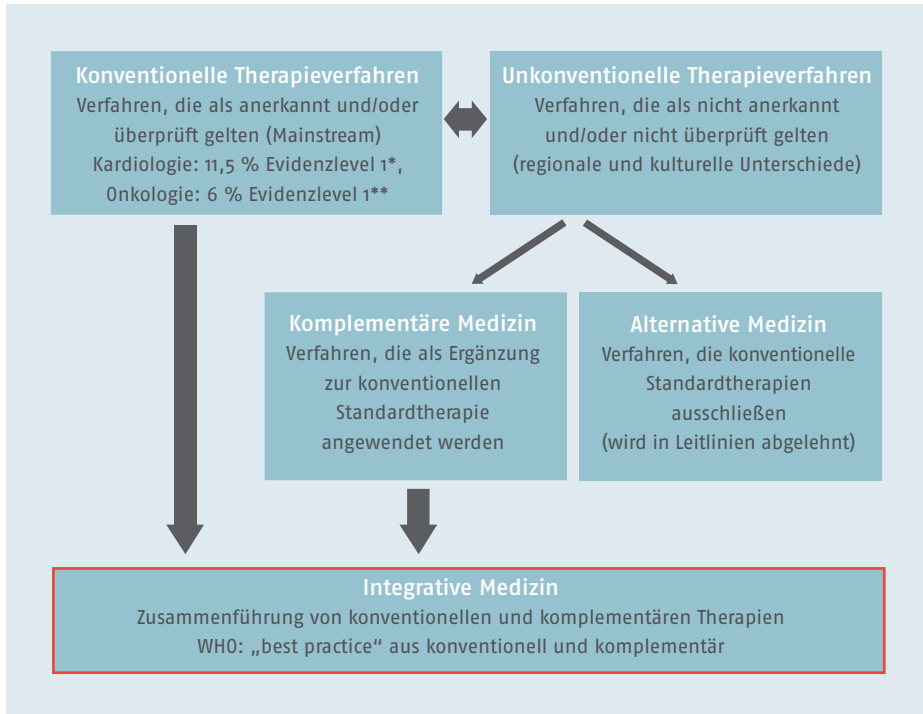 Konventionelle Therapieverfahren
Verfahren, die als anerkannt und/oder
überprüft gelten (Mainstream)
Kardiologie: 11,5 % Evidenzlevel 1*,
Onkologie: 6 % Evidenzlevel 1**
Unkonventionelle Therapieverfahren
Verfahren, die als nicht anerkannt
und/oder nicht überprüft gelten
(regionale und kulturelle Unterschiede)
Komplementäre Medizin
Verfahren, die als Ergänzung
zur konventionellen
Standardtherapie
angewendet werden
Alternative Medizin
Verfahren, die konventionelle
Standardtherapien
ausschließen
(wird in Leitlinien abgelehnt)
Integrative Medizin
Zusammenführung von konventionellen und komplementären Therapien
WHO: „best practice“ aus konventionell und komplementär